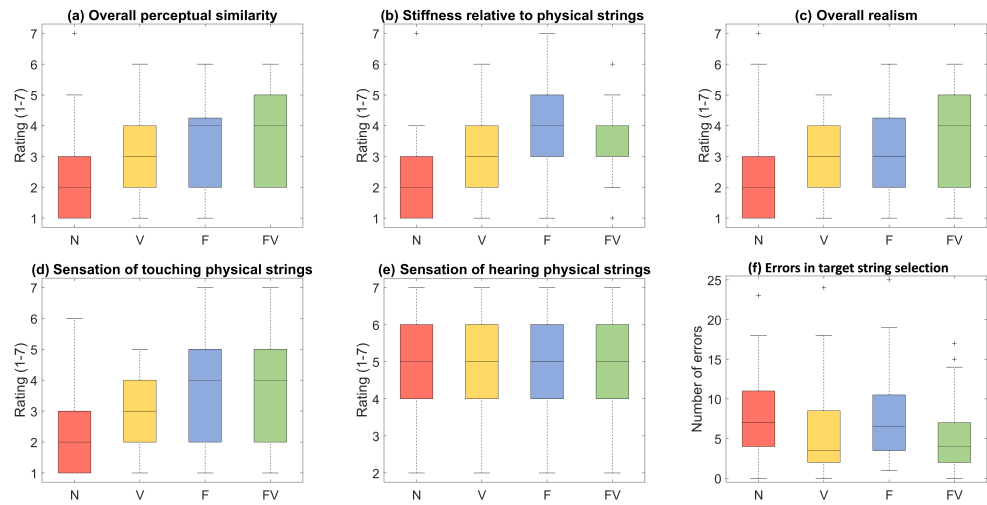 (a) Overall perceptual similarity
Rating (1-7)
7
6
5
4
3
2
1
N V F FV
(b) Stiffness relative to physical strings
Rating (1-7)
7
6
5
4
3
2
1
N V F FV
(c) Overall realism
Rating (1-7)
7
6
5
4
3
2
1
N V F FV
(d) Sensation of touching physical strings
Rating (1-7)
7
6
5
4
3
2
1
N V F FV
(e) Sensation of hearing physical strings
Rating (1-7)
7
6
5
4
3
2
N V F FV
(f) Errors in target string selection
Number of errors
25
20
15
10
5
0
N V F FV